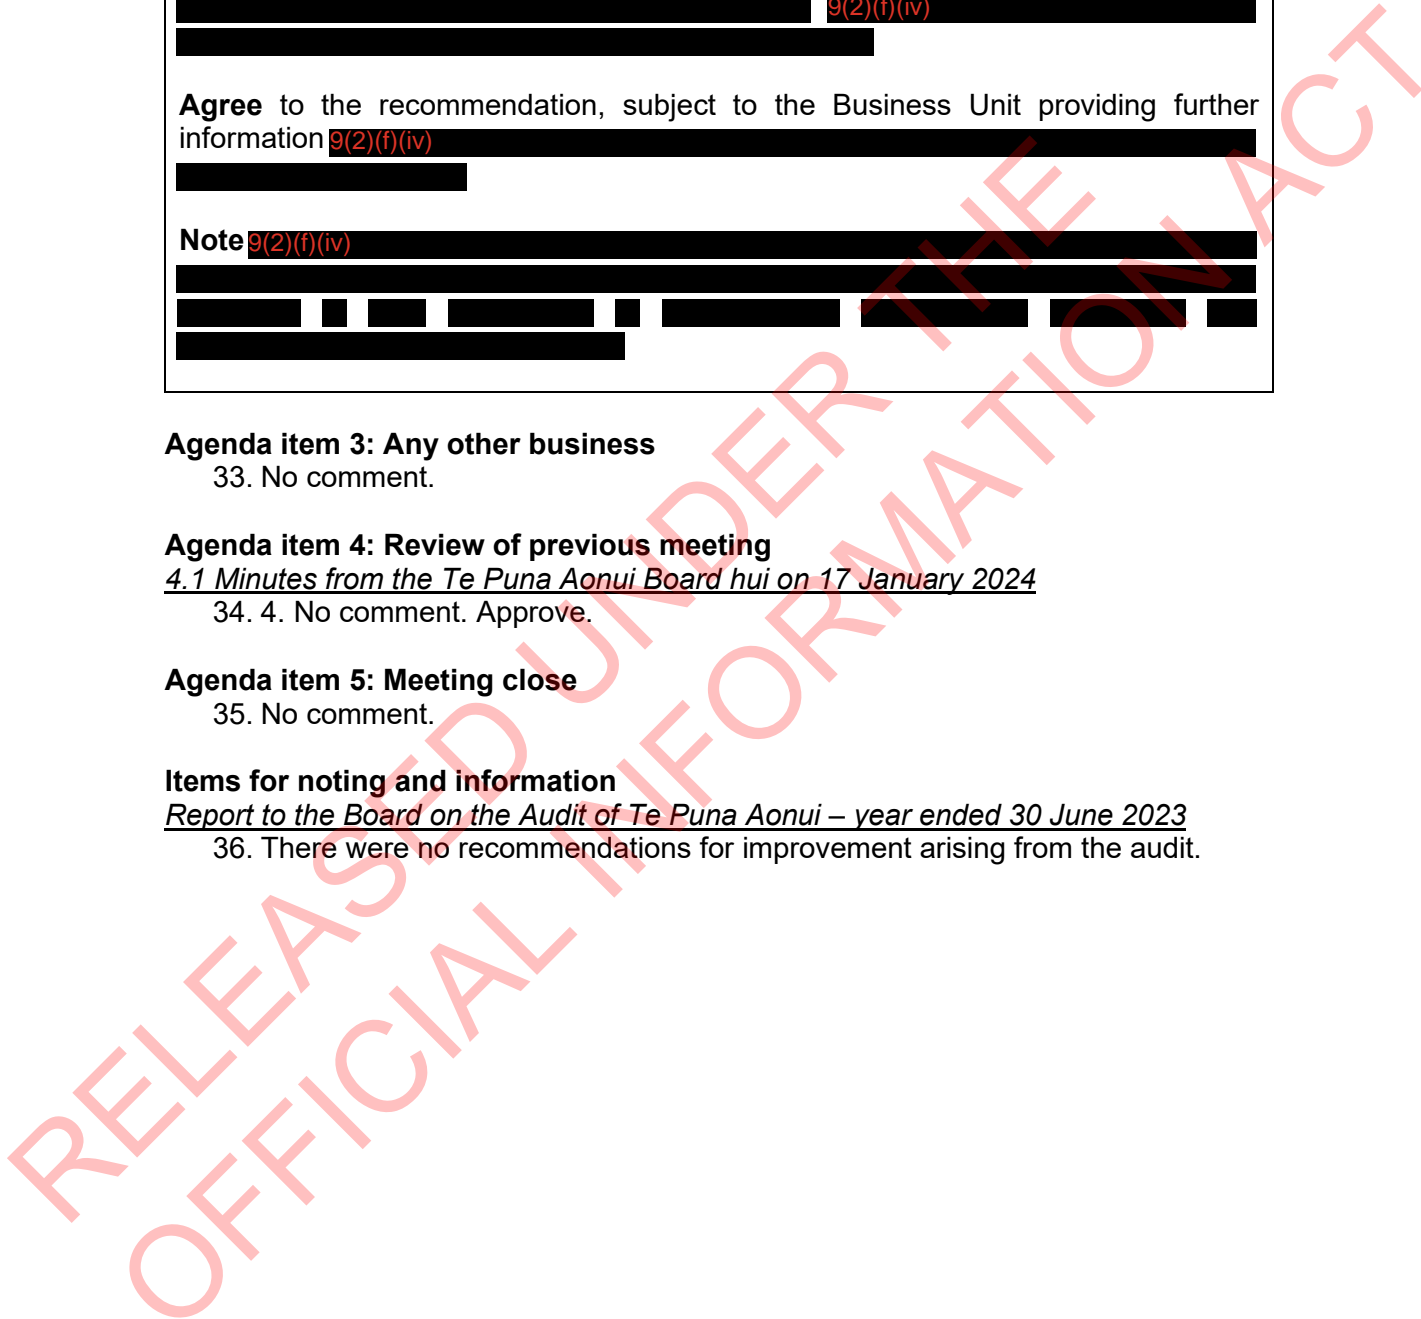 9(2)(f)(iv)
Agree to the recommendation, subject to the Business Unit providing further
information 9(2)(f)(iv)
Note 9(2)(f)(iv)
Agenda item 3: Any other business
33. No comment.
Agenda item 4: Review of previous meeting
4.1 Minutes from the Te Puna Aonui Board hui on 17 January 2024
34. 4. No comment. Approve.
Agenda item 5: Meeting close
35. No comment.
Items for noting and information
Report to the Board on the Audit of Te Puna Aonui – year ended 30 June 2023
36. There were no recommendations for improvement arising from the audit.
RELEASED UNDER THE
OFFICIAL INFORMATION ACT